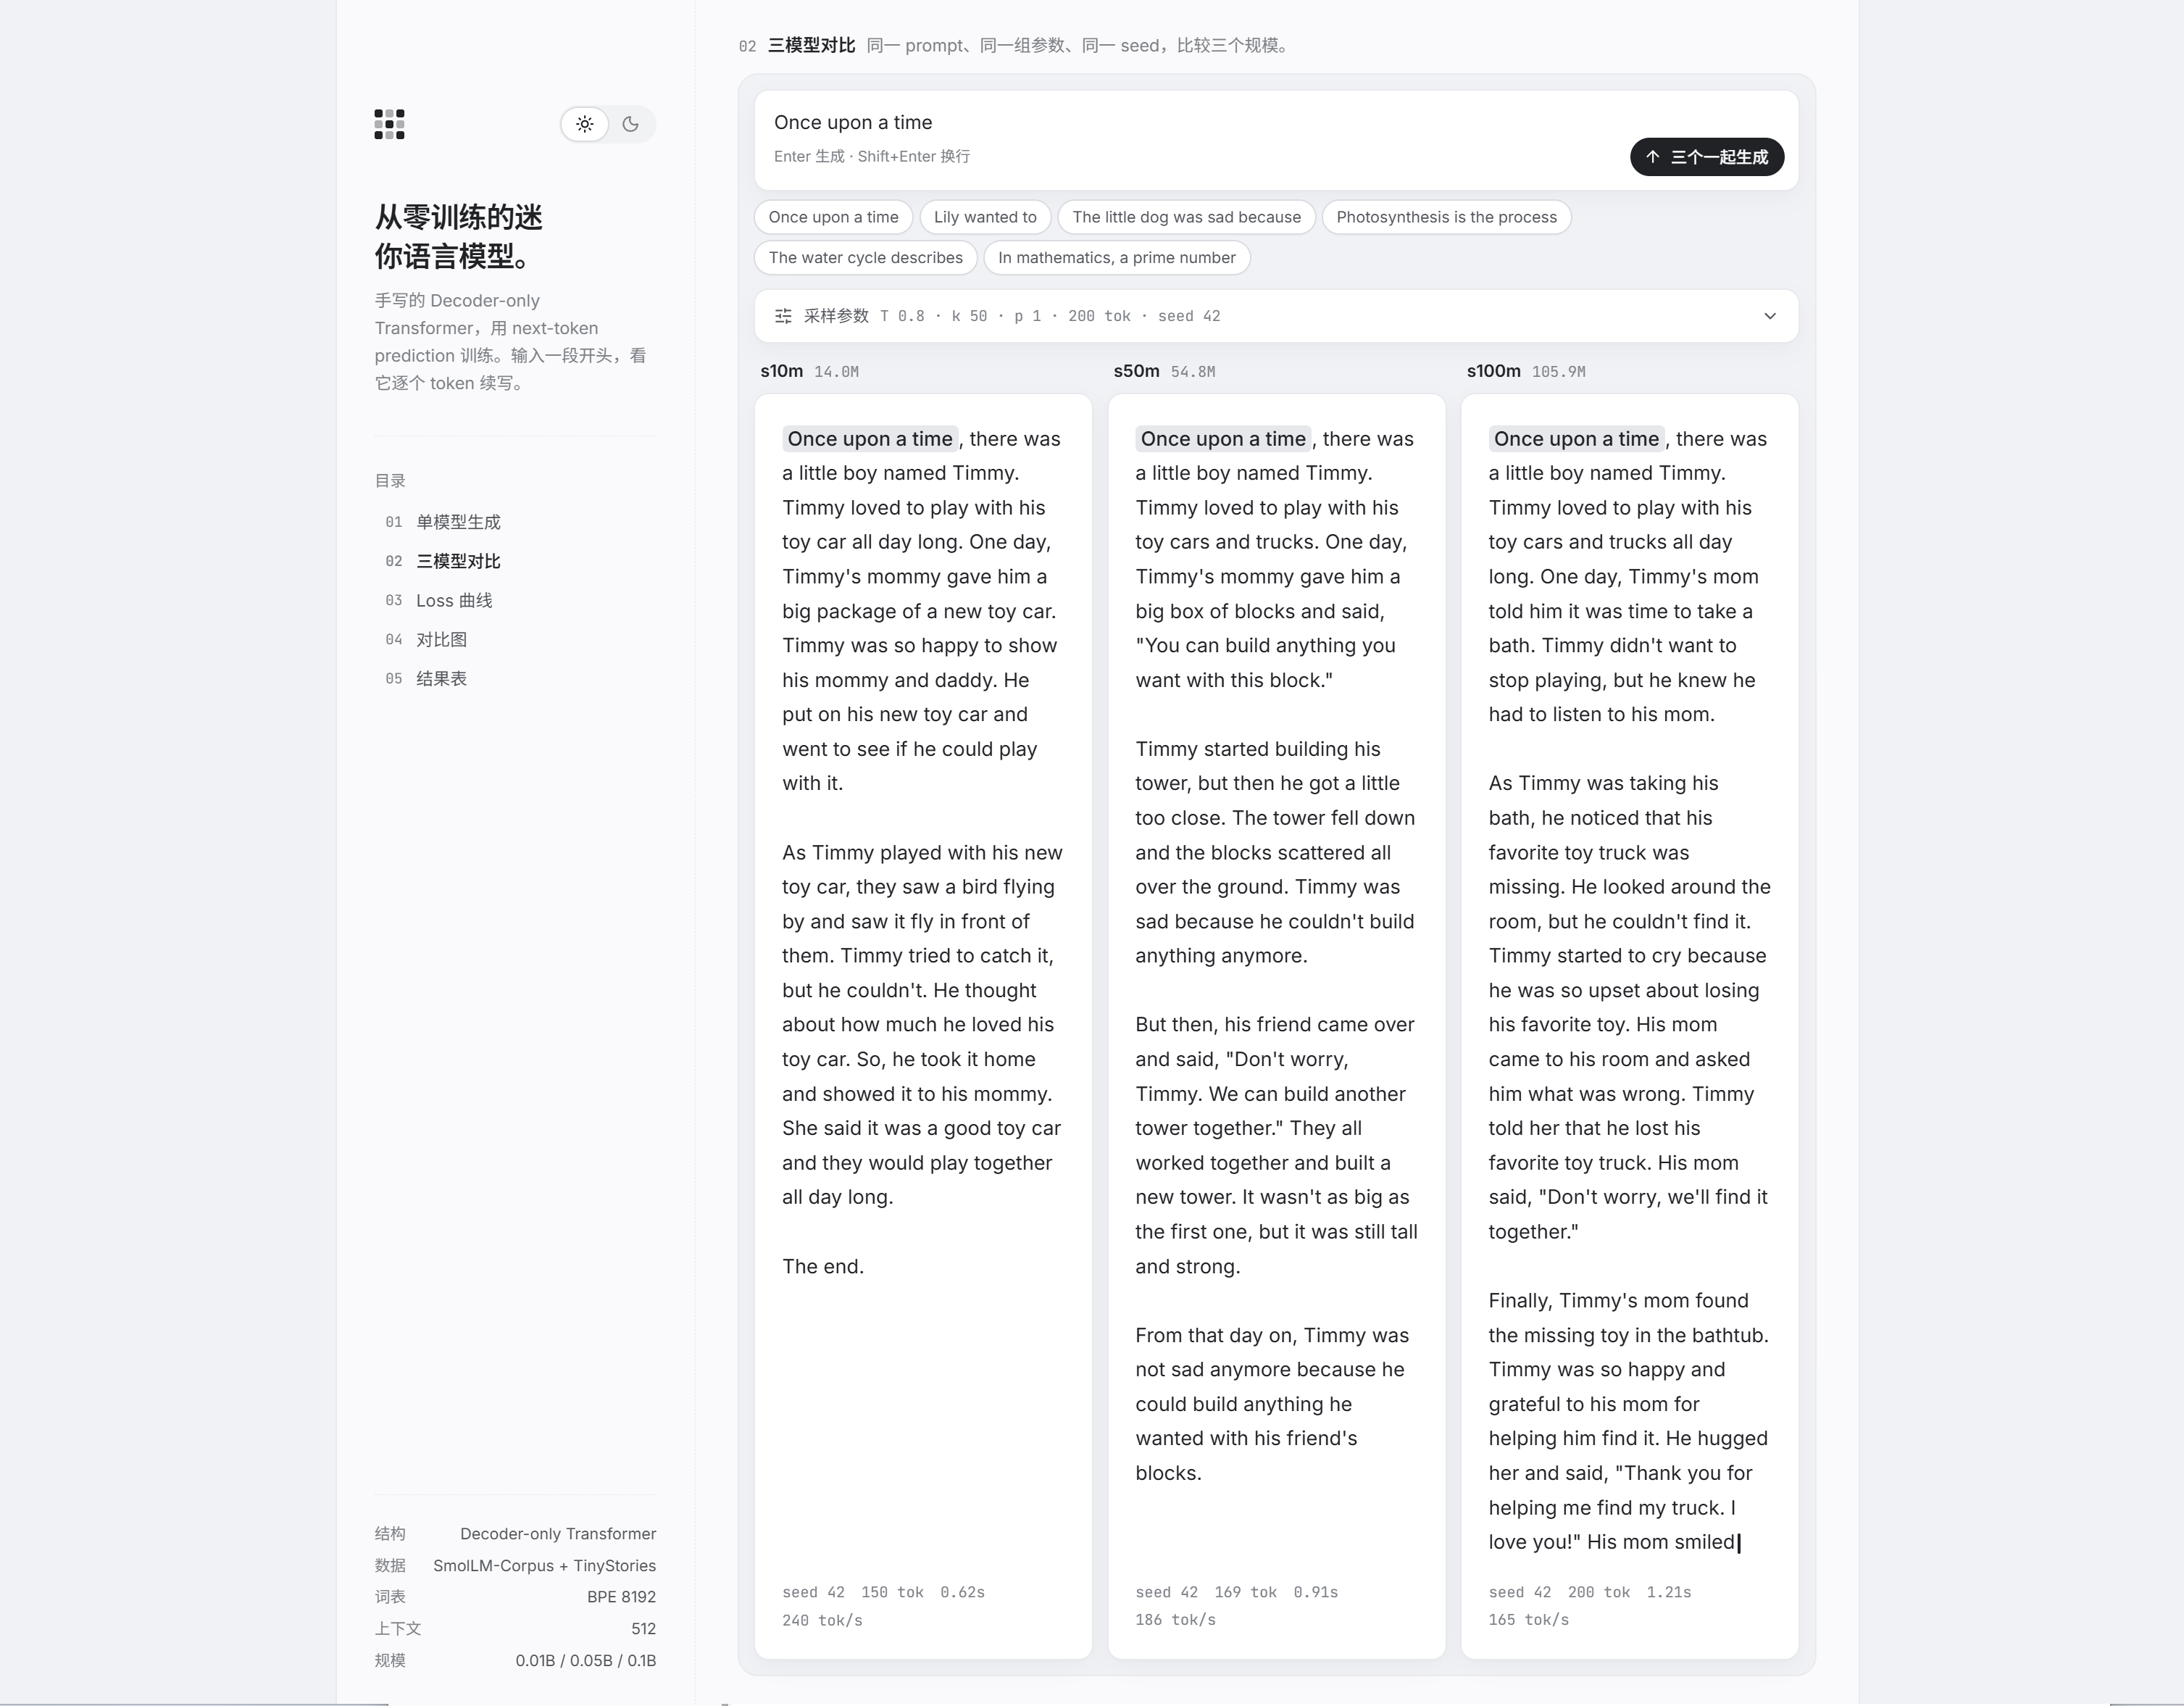 从零训练的迷
你语言模型。
手写的 Decoder-only
Transformer，用 next-token
prediction 训练。输入一段开头，看
它逐个 token 续写。
目录
01 单模型生成
02 三模型对比
03 Loss 曲线
04 对比图
05 结果表
结构 Decoder-only Transformer
数据 SmolLM-Corpus + TinyStories
词表 BPE 8192
上下文 512
规模 0.01B / 0.05B / 0.1B
02 三模型对比 同一 prompt、同一组参数、同一 seed，比较三个规模。
Once upon a time
Enter 生成 · Shift+Enter 换行
三个一起生成
Once upon a time
Lily wanted to
The little dog was sad because
Photosynthesis is the process
The water cycle describes
In mathematics, a prime number
采样参数 T 0.8 · k 50 · p 1 · 200 tok · seed 42
s10m 14.0M
Once upon a time, there was
a little boy named Timmy.
Timmy loved to play with his
toy car all day long. One day,
Timmy's mommy gave him a
big package of a new toy car.
Timmy was so happy to show
his mommy and daddy. He
put on his new toy car and
went to see if he could play
with it.
As Timmy played with his new
toy car, they saw a bird flying
by and saw it fly in front of
them. Timmy tried to catch it,
but he couldn't. He thought
about how much he loved his
toy car. So, he took it home
and showed it to his mommy.
She said it was a good toy car
and they would play together
all day long.
The end.
seed 42 150 tok 0.62s
240 tok/s
s50m 54.8M
Once upon a time, there was
a little boy named Timmy.
Timmy loved to play with his
toy cars and trucks. One day,
Timmy's mommy gave him a
big box of blocks and said,
"You can build anything you
want with this block."
Timmy started building his
tower, but then he got a little
too close. The tower fell down
and the blocks scattered all
over the ground. Timmy was
sad because he couldn't build
anything anymore.
But then, his friend came over
and said, "Don't worry,
Timmy. We can build another
tower together." They all
worked together and built a
new tower. It wasn't as big as
the first one, but it was still tall
and strong.
From that day on, Timmy was
not sad anymore because he
could build anything he
wanted with his friend's
blocks.
seed 42 169 tok 0.91s
186 tok/s
s100m 105.9M
Once upon a time, there was
a little boy named Timmy.
Timmy loved to play with his
toy cars and trucks all day
long. One day, Timmy's mom
told him it was time to take a
bath. Timmy didn't want to
stop playing, but he knew he
had to listen to his mom.
As Timmy was taking his
bath, he noticed that his
favorite toy truck was
missing. He looked around the
room, but he couldn't find it.
Timmy started to cry because
he was so upset about losing
his favorite toy. His mom
came to his room and asked
him what was wrong. Timmy
told her that he lost his
favorite toy truck. His mom
said, "Don't worry, we'll find it
together."
Finally, Timmy's mom found
the missing toy in the bathtub.
Timmy was so happy and
grateful to his mom for
helping him find it. He hugged
her and said, "Thank you for
helping me find my truck. I
love you!" His mom smiled
seed 42 200 tok 1.21s
165 tok/s